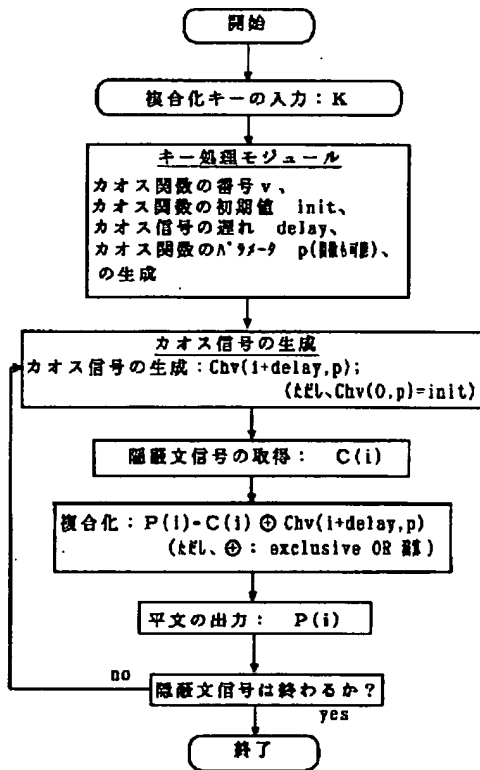 開始
複合化キーの入力：K
キー処理モジュール
カオス関数の番号v、
カオス関数の初期値 init、
カオス信号の遅れ delay、
カオス関数のパラメータ p(複数も可能)、
の生成
カオス信号の生成
カオス信号の生成：Chv(i+delay,p);
(ただし、Chv(0,p)=init)
隠蔽文信号の取得： C(i)
複合化：P(i)=C(i)⊕Chv(i+delay,p)
(ただし、⊕：exclusive OR 演算)
平文の出力： P(i)
no
隠蔽文信号は終わるか？
yes
終了